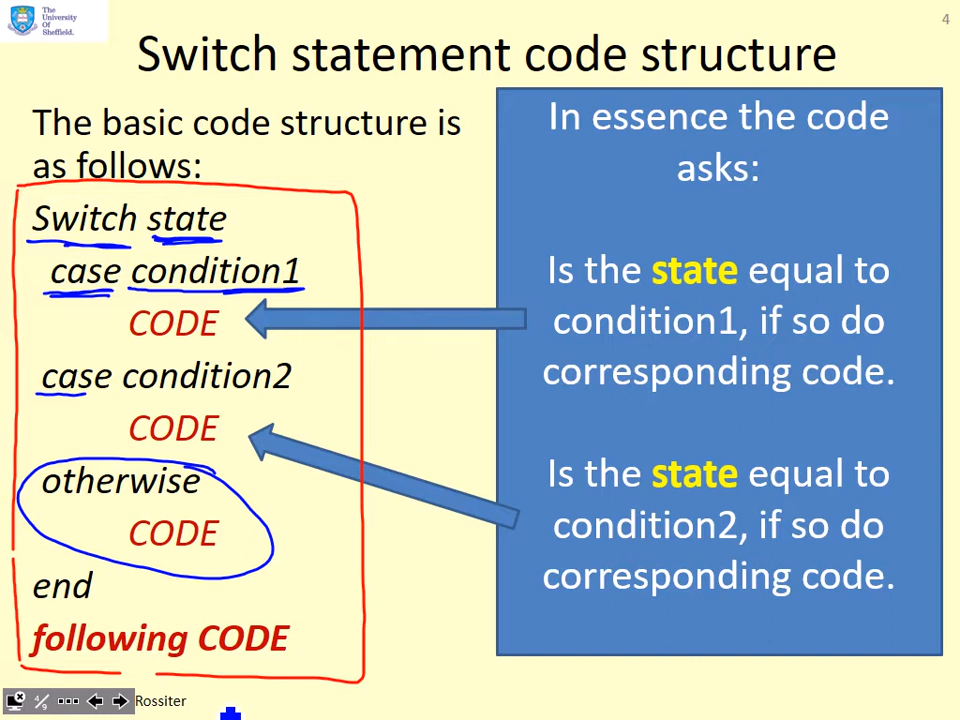 The
University
Of
Sheffield.
4
Switch statement code structure
The basic code structure is
as follows:
Switch state
case condition1
CODE
case condition2
CODE
otherwise
CODE
end
following CODE
In essence the code
asks:
Is the state equal to
condition1, if so do
corresponding code.
Is the state equal to
condition2, if so do
corresponding code.
4/9
Rossiter